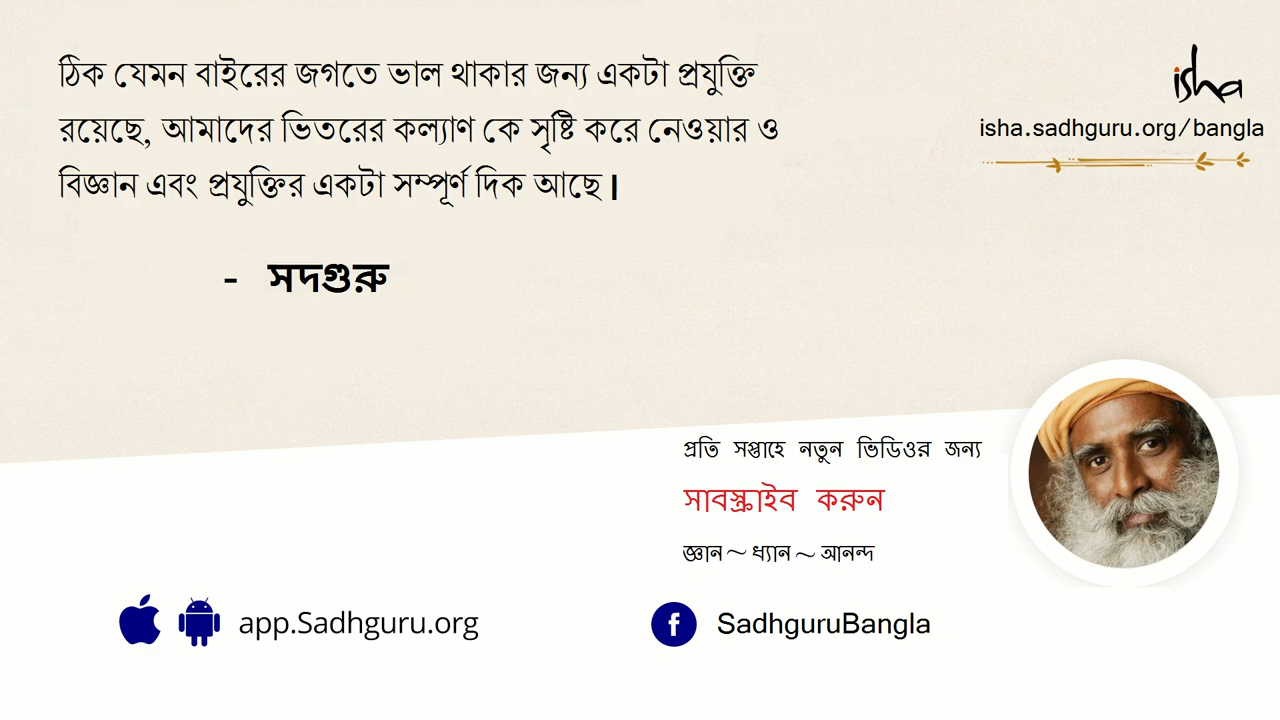 ঠিক যেমন বাইরের জগতে ভাল থাকার জন্য একটা প্রযুক্তি
রয়েছে, আমাদের ভিতরের কল্যাণ কে সৃষ্টি করে নেওয়ার ও
বিজ্ঞান এবং প্রযুক্তির একটা সম্পূর্ণ দিক আছে।
- সদগুরু
isha
isha.sadhguru.org/bangla
প্রতি সপ্তাহে নতুন ভিডিওর জন্য
সাবস্ক্রাইব করুন
জ্ঞান ~ ধ্যান ~ আনন্দ
app.Sadhguru.org
f SadhguruBangla